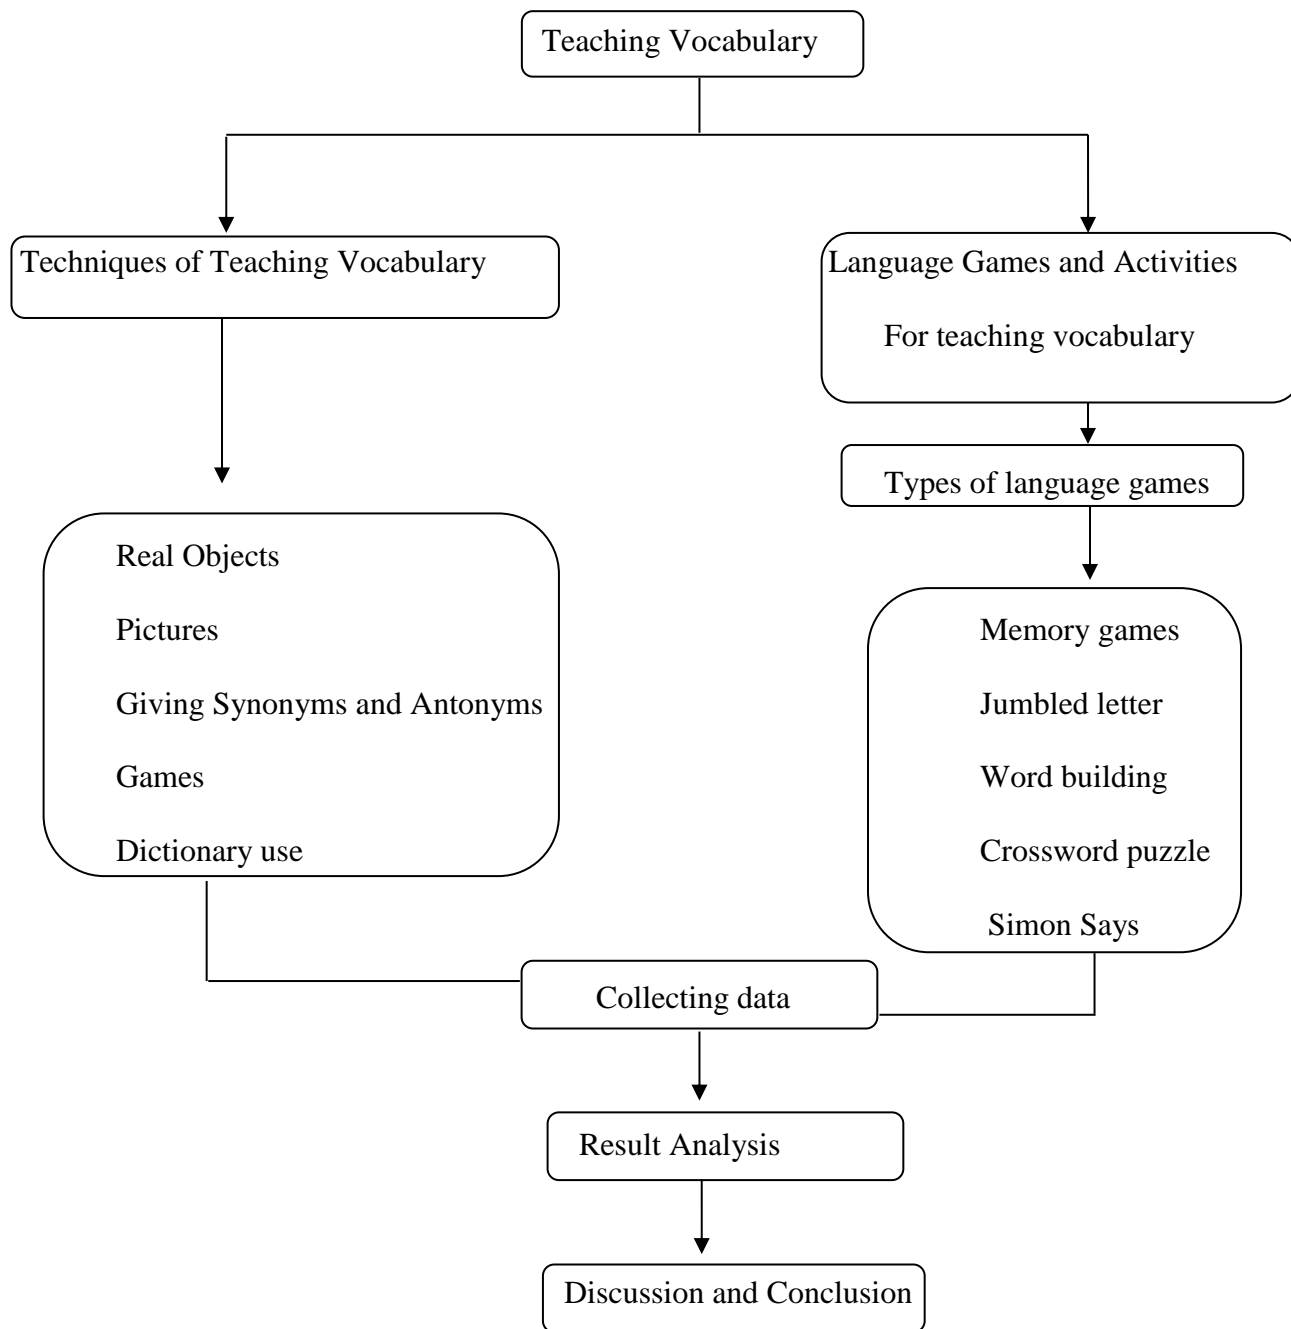 Teaching Vocabulary
Techniques of Teaching Vocabulary
Real Objects
Pictures
Giving Synonyms and Antonyms
Games
Dictionary use
Language Games and Activities
For teaching vocabulary
Types of language games
Memory games
Jumbled letter
Word building
Crossword puzzle
Simon Says
Collecting data
Result Analysis
Discussion and Conclusion